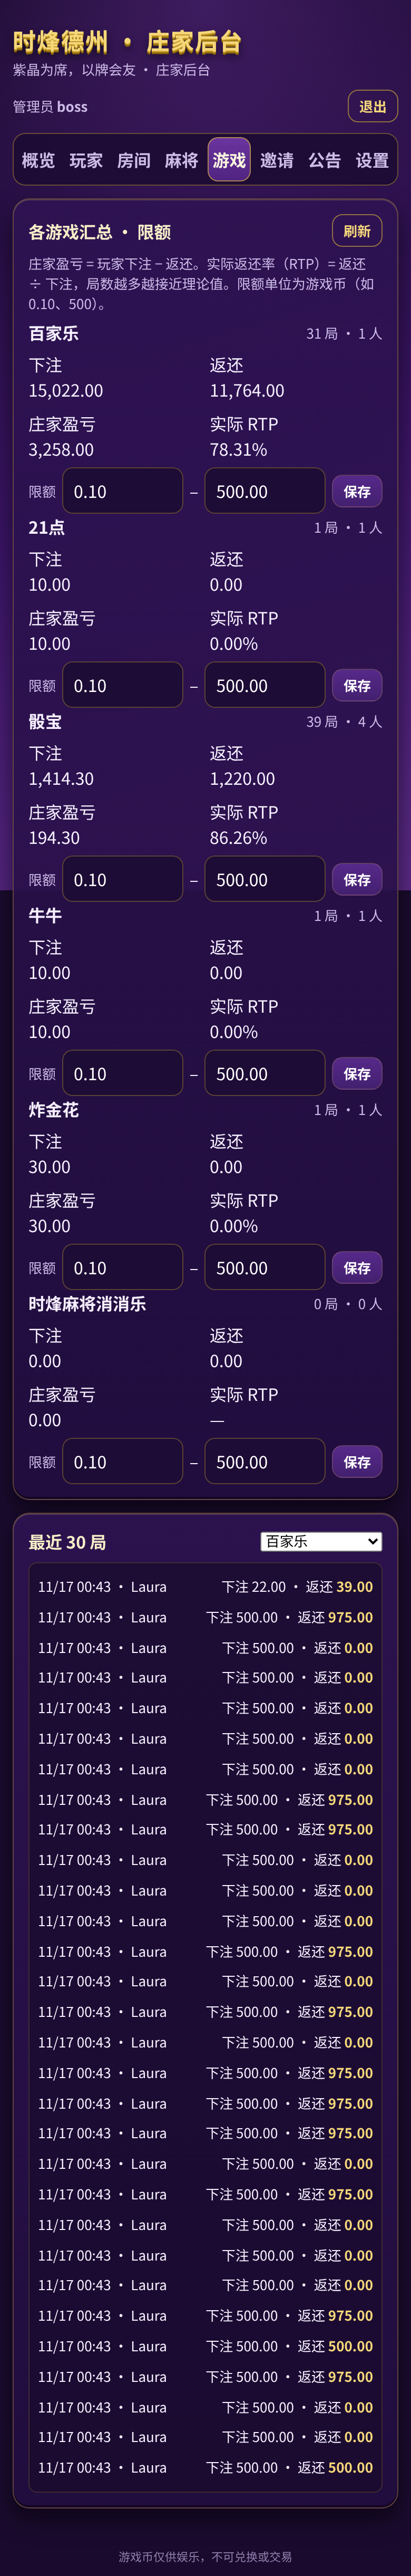 时烽德州 · 庄家后台
紫晶为席，以牌会友 · 庄家后台
管理员 boss
退出
概览 玩家 房间 麻将 游戏 邀请 公告 设置
各游戏汇总 · 限额
刷新
庄家盈亏 = 玩家下注 − 返还。实际返还率（RTP）= 返还
÷ 下注，局数越多越接近理论值。限额单位为游戏币（如
0.10、500）。
百家乐 31 局 · 1 人
下注 返还
15,022.00 11,764.00
庄家盈亏 实际 RTP
3,258.00 78.31%
限额 0.10 – 500.00 保存
21点 1 局 · 1 人
下注 返还
10.00 0.00
庄家盈亏 实际 RTP
10.00 0.00%
限额 0.10 – 500.00 保存
骰宝 39 局 · 4 人
下注 返还
1,414.30 1,220.00
庄家盈亏 实际 RTP
194.30 86.26%
限额 0.10 – 500.00 保存
牛牛 1 局 · 1 人
下注 返还
10.00 0.00
庄家盈亏 实际 RTP
10.00 0.00%
限额 0.10 – 500.00 保存
炸金花 1 局 · 1 人
下注 返还
30.00 0.00
庄家盈亏 实际 RTP
30.00 0.00%
限额 0.10 – 500.00 保存
时烽麻将消消乐 0 局 · 0 人
下注 返还
0.00 0.00
庄家盈亏 实际 RTP
0.00 —
限额 0.10 – 500.00 保存
最近 30 局 百家乐
11/17 00:43 · Laura 下注 22.00 · 返还 39.00
11/17 00:43 · Laura 下注 500.00 · 返还 975.00
11/17 00:43 · Laura 下注 500.00 · 返还 0.00
11/17 00:43 · Laura 下注 500.00 · 返还 0.00
11/17 00:43 · Laura 下注 500.00 · 返还 0.00
11/17 00:43 · Laura 下注 500.00 · 返还 0.00
11/17 00:43 · Laura 下注 500.00 · 返还 0.00
11/17 00:43 · Laura 下注 500.00 · 返还 975.00
11/17 00:43 · Laura 下注 500.00 · 返还 975.00
11/17 00:43 · Laura 下注 500.00 · 返还 0.00
11/17 00:43 · Laura 下注 500.00 · 返还 0.00
11/17 00:43 · Laura 下注 500.00 · 返还 0.00
11/17 00:43 · Laura 下注 500.00 · 返还 975.00
11/17 00:43 · Laura 下注 500.00 · 返还 0.00
11/17 00:43 · Laura 下注 500.00 · 返还 975.00
11/17 00:43 · Laura 下注 500.00 · 返还 0.00
11/17 00:43 · Laura 下注 500.00 · 返还 975.00
11/17 00:43 · Laura 下注 500.00 · 返还 975.00
11/17 00:43 · Laura 下注 500.00 · 返还 975.00
11/17 00:43 · Laura 下注 500.00 · 返还 0.00
11/17 00:43 · Laura 下注 500.00 · 返还 975.00
11/17 00:43 · Laura 下注 500.00 · 返还 0.00
11/17 00:43 · Laura 下注 500.00 · 返还 0.00
11/17 00:43 · Laura 下注 500.00 · 返还 0.00
11/17 00:43 · Laura 下注 500.00 · 返还 975.00
11/17 00:43 · Laura 下注 500.00 · 返还 500.00
11/17 00:43 · Laura 下注 500.00 · 返还 975.00
11/17 00:43 · Laura 下注 500.00 · 返还 0.00
11/17 00:43 · Laura 下注 500.00 · 返还 0.00
11/17 00:43 · Laura 下注 500.00 · 返还 500.00
游戏币仅供娱乐，不可兑换或交易